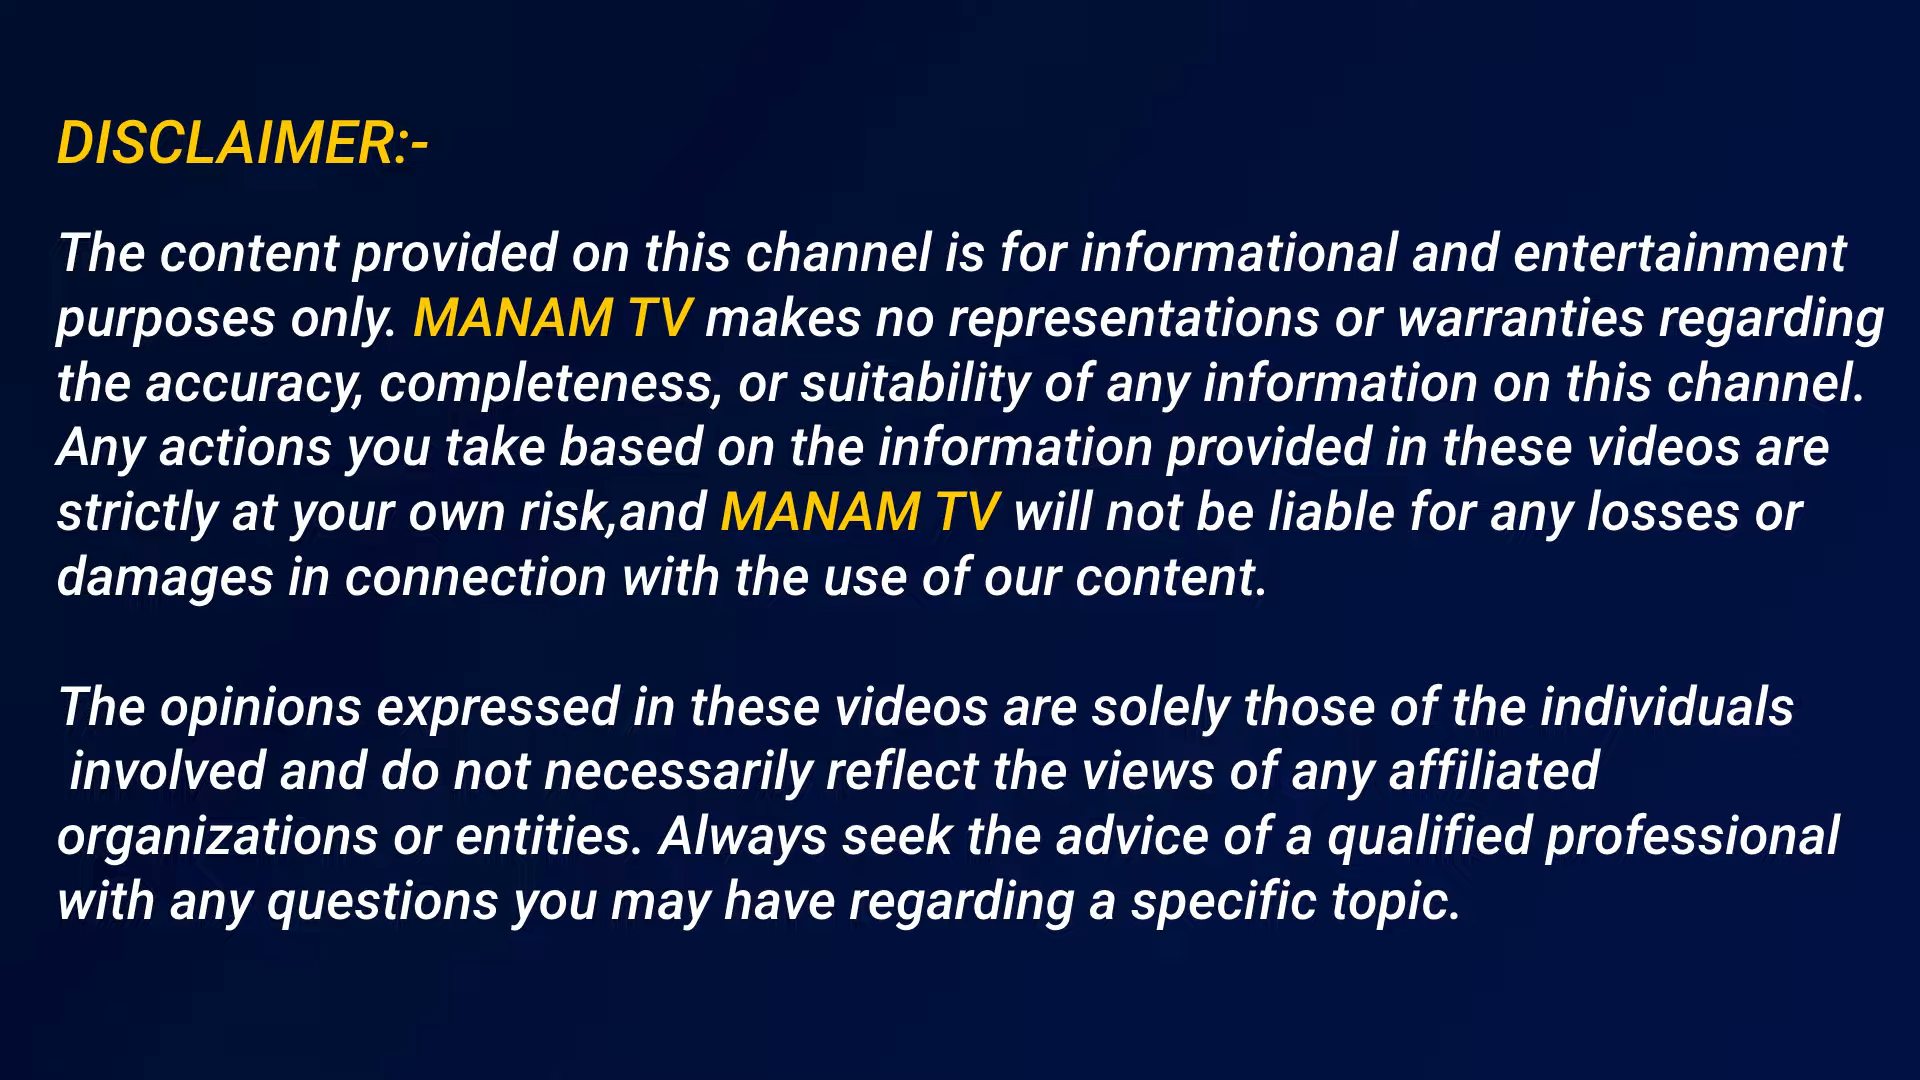 DISCLAIMER:-
The content provided on this channel is for informational and entertainment
purposes only. MANAM TV makes no representations or warranties regarding
the accuracy, completeness, or suitability of any information on this channel.
Any actions you take based on the information provided in these videos are
strictly at your own risk,and MANAM TV will not be liable for any losses or
damages in connection with the use of our content.
The opinions expressed in these videos are solely those of the individuals
involved and do not necessarily reflect the views of any affiliated
organizations or entities. Always seek the advice of a qualified professional
with any questions you may have regarding a specific topic.